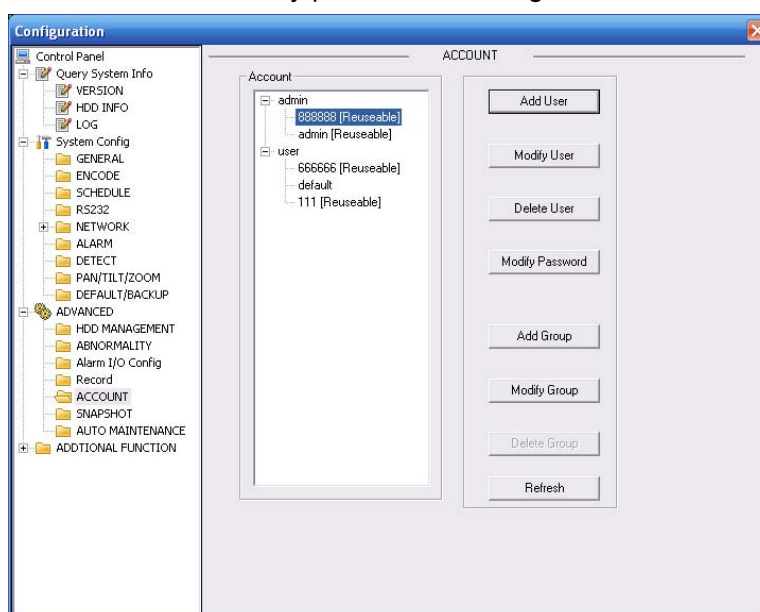 Configuration
Control Panel
Query System Info
VERSION
HDD INFO
LOG
System Config
GENERAL
ENCODE
SCHEDULE
RS232
NETWORK
ALARM
DETECT
PAN/TILT/ZOOM
DEFAULT/BACKUP
ADVANCED
HDD MANAGEMENT
ABNORMALITY
Alarm I/O Config
Record
ACCOUNT
SNAPSHOT
AUTO MAINTENANCE
ADDTIONAL FUNCTION
ACCOUNT
Account
admin
888888 [Reuseable]
admin [Reuseable]
user
666666 [Reuseable]
default
111 [Reuseable]
Add User
Modify User
Delete User
Modify Password
Add Group
Modify Group
Delete Group
Refresh